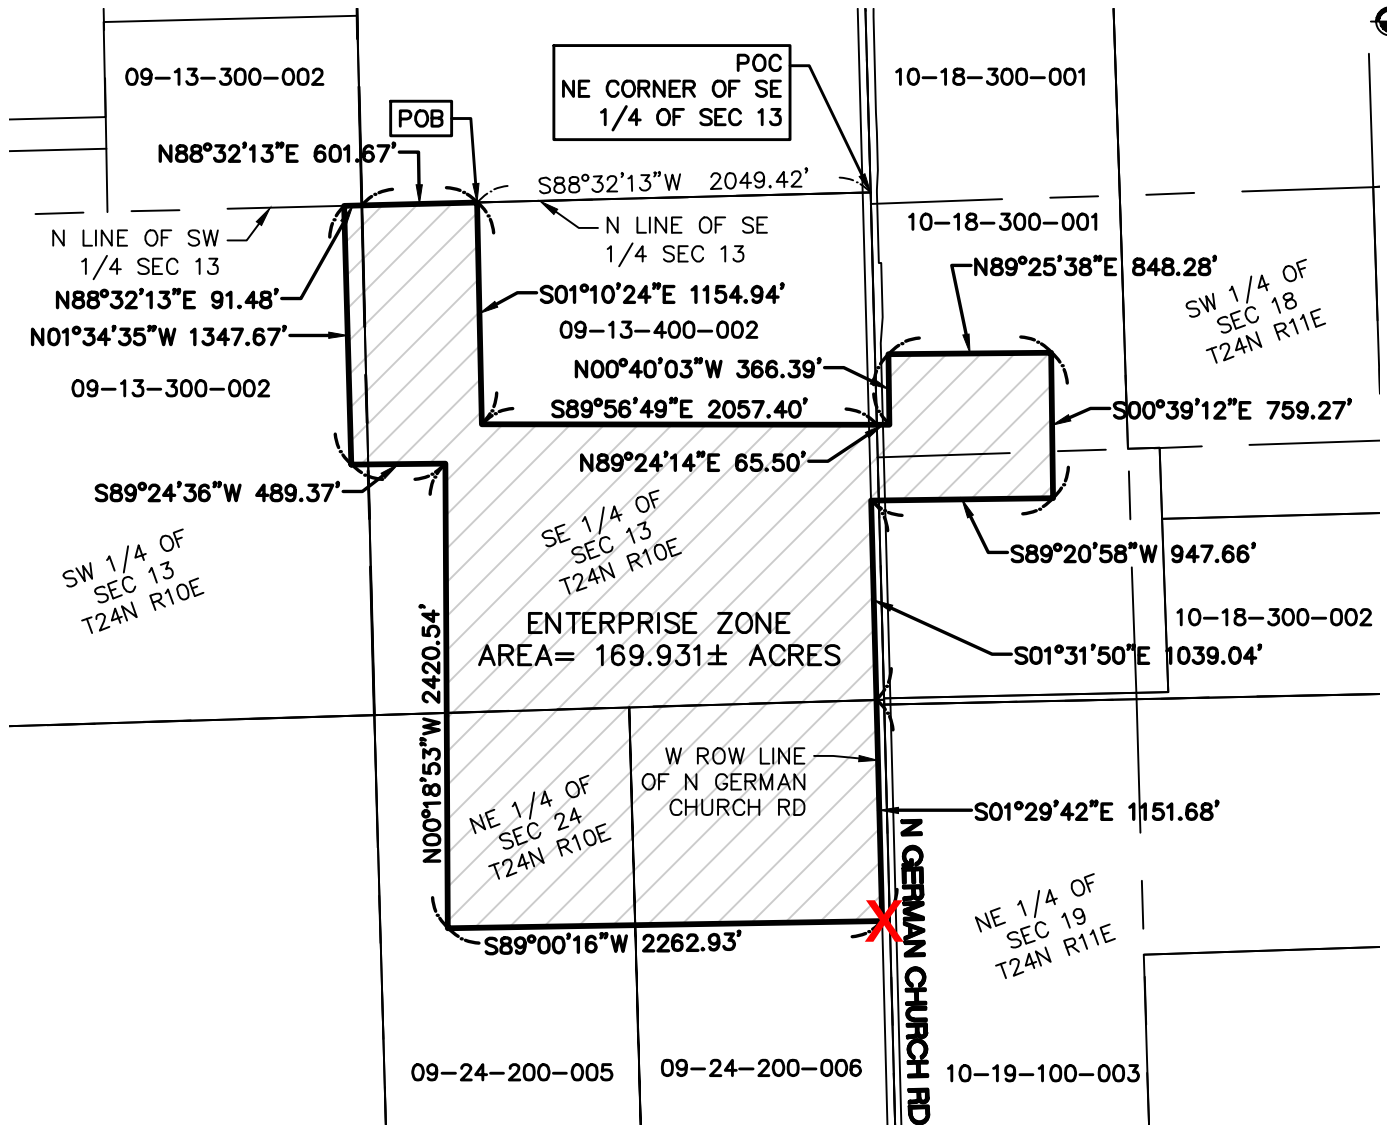 09-13-300-002
POC
NE CORNER OF SE
1/4 OF SEC 13
10-18-300-001
POB
N88°32'13"E 601.67'
S88°32'13"W 2049.42'
N LINE OF SW
1/4 SEC 13
N LINE OF SE
1/4 SEC 13
10-18-300-001
N89°25'38"E 848.28'
SW 1/4 OF
SEC 18
T24N R11E
N88°32'13"E 91.48'
S01°10'24"E 1154.94'
N01°34'35"W 1347.67'
09-13-400-002
09-13-300-002
N00°40'03"W 366.39'
S89°56'49"E 2057.40'
S00°39'12"E 759.27'
N89°24'14"E 65.50'
S89°24'36"W 489.37'
SW 1/4 OF
SEC 13
T24N R10E
SE 1/4 OF
SEC 13
T24N R10E
S89°20'58"W 947.66'
10-18-300-002
ENTERPRISE ZONE
AREA= 169.931± ACRES
S01°31'50"E 1039.04'
N00°18'53"W 2420.54'
W ROW LINE
OF N GERMAN
CHURCH RD
NE 1/4 OF
SEC 24
T24N R10E
S01°29'42"E 1151.68'
N GERMAN CHURCH RD
X
NE 1/4 OF
SEC 19
T24N R11E
S89°00'16"W 2262.93'
09-24-200-005
09-24-200-006
10-19-100-003